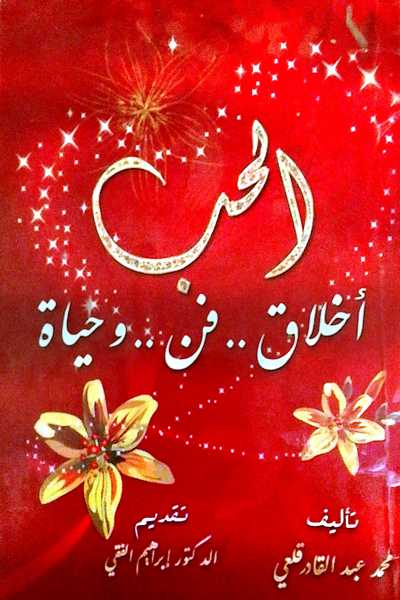 الحب
أخلاق .. فن .. وحياة
تأليف
محمد عبد القادر قلعي
تقديم
الدكتور إبراهيم الفقي